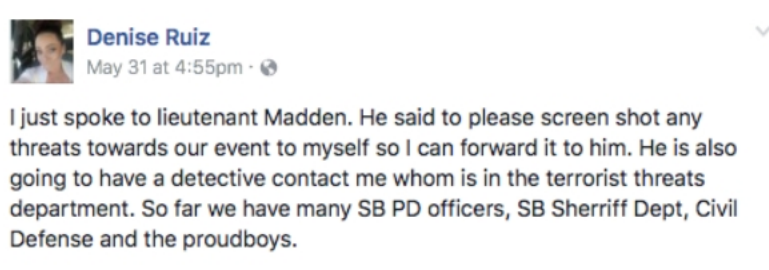 Denise Ruiz
May 31 at 4:55pm ·
I just spoke to lieutenant Madden. He said to please screen shot any
threats towards our event to myself so I can forward it to him. He is also
going to have a detective contact me whom is in the terrorist threats
department. So far we have many SB PD officers, SB Sherriff Dept, Civil
Defense and the proudboys.